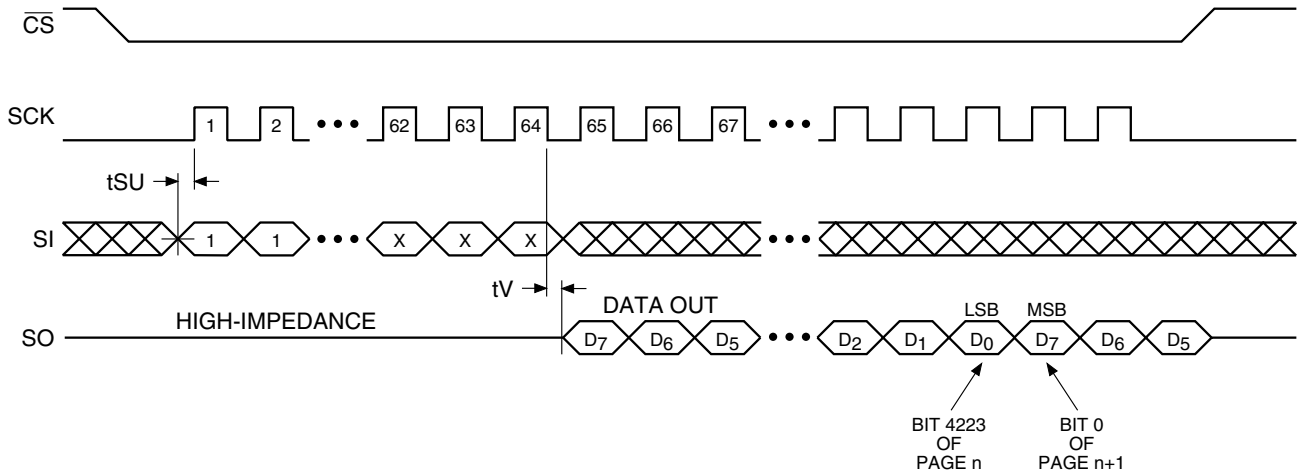 CS
SCK
1 2 ••• 62 63 64 65 66 67 •••
tSU
SI
1 1 ••• X X X •••
tV
DATA OUT
LSB MSB
HIGH-IMPEDANCE
SO
D7 D6 D5 ••• D2 D1 D0 D7 D6 D5
BIT 4223
OF
PAGE n
BIT 0
OF
PAGE n+1